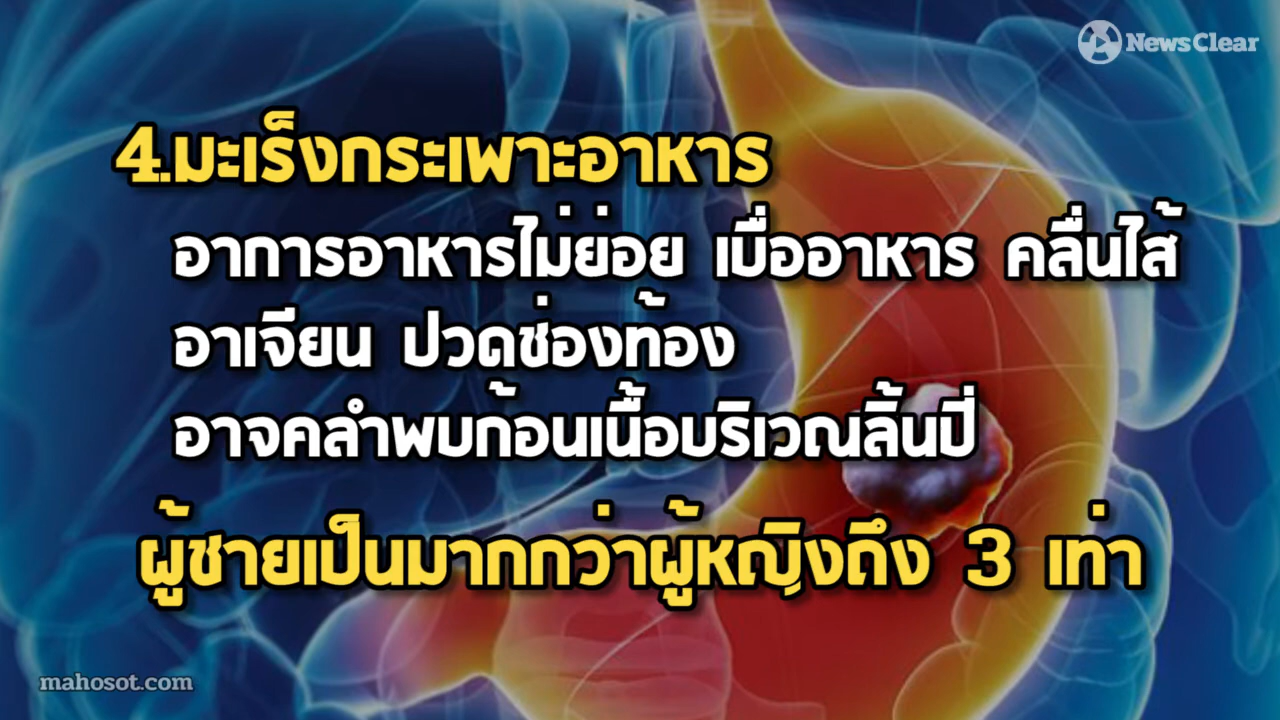 NewsClear
4.มะเร็งกระเพาะอาหาร
อาการอาหารไม่ย่อย เบื่ออาหาร คลื่นไส้
อาเจียน ปวดช่องท้อง
อาจคลำพบก้อนเนื้อบริเวณลิ้นปี่
ผู้ชายเป็นมากกว่าผู้หญิงถึง 3 เท่า
mahosot.com